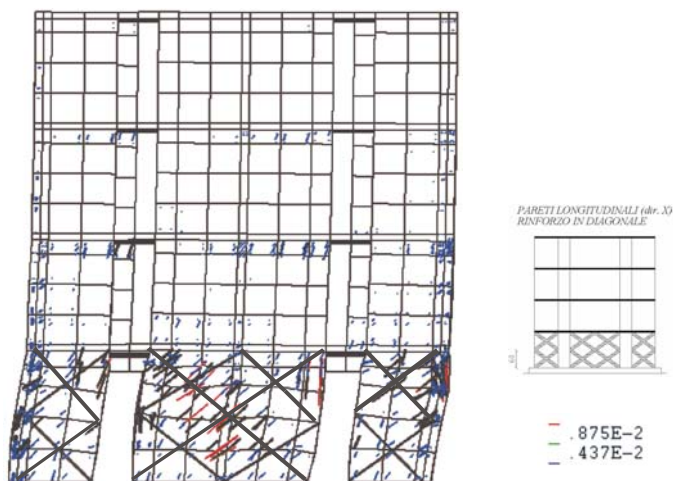 PARETI LONGITUDINALI (dir. X)
RINFORZO IN DIAGONALE
.875E-2
.437E-2